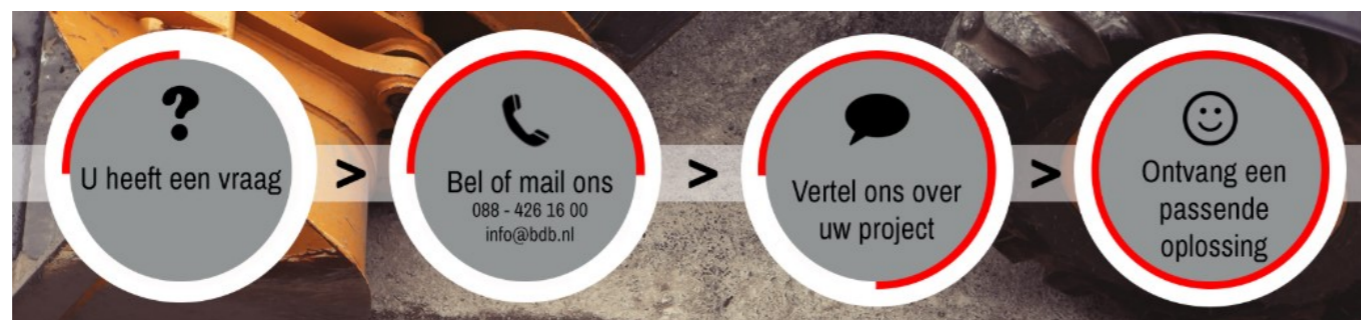 U heeft een vraag
>
Bel of mail ons
088 - 426 16 00
info@bdb.nl
>
Vertel ons over
uw project
>
Ontvang een
passende
oplossing